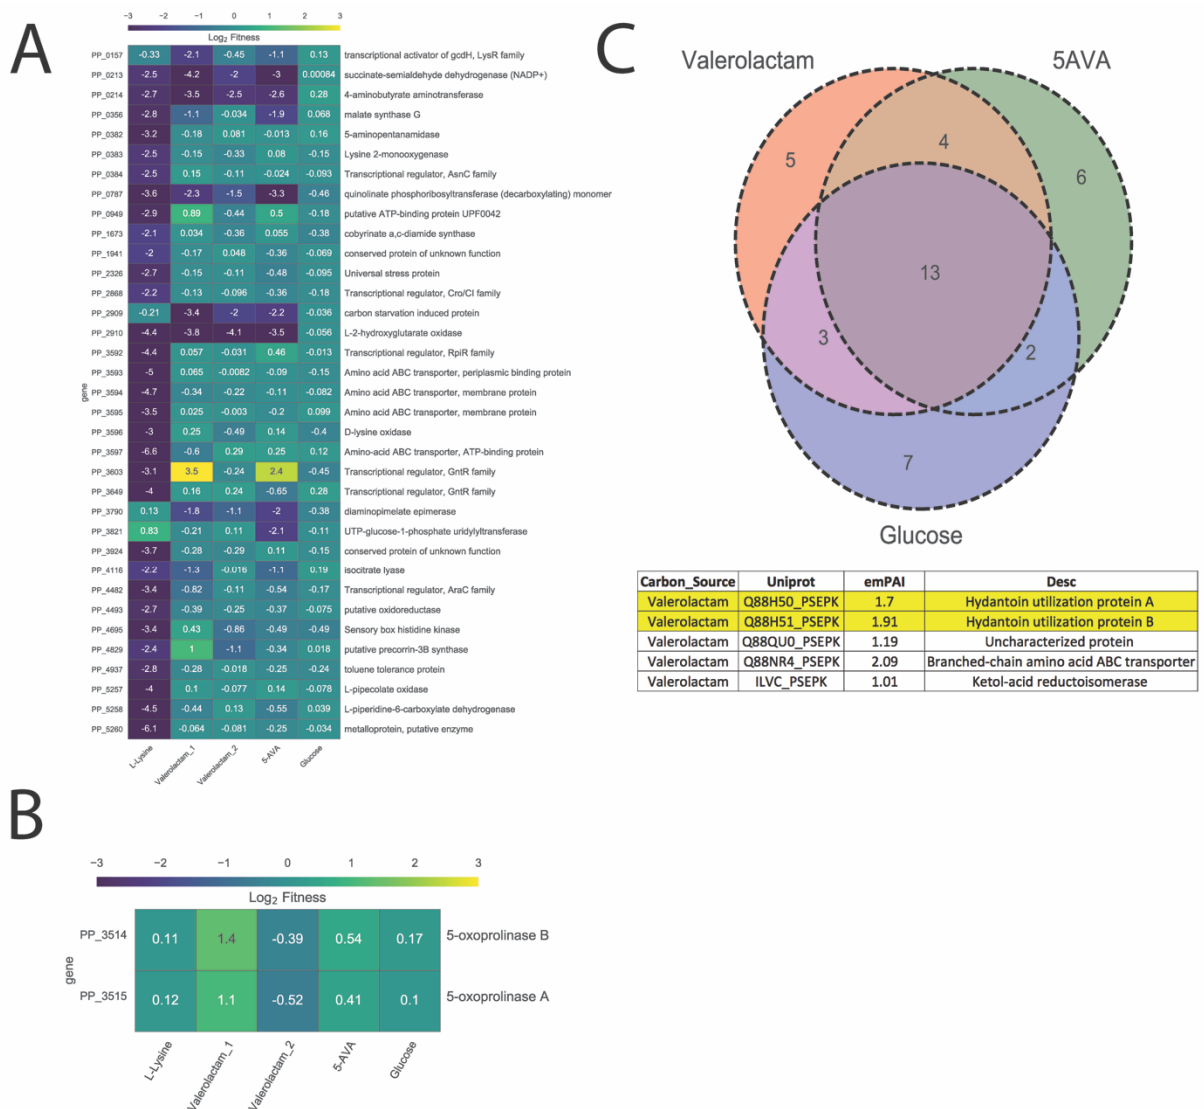 A
−3 −2 −1 0 1 2 3
Log2 Fitness
gene
PP_0157 -0.33 -2.1 -0.45 -1.1 0.13 transcriptional activator of gcdH, LysR family
PP_0213 -2.5 -4.2 -2 -3 0.00084 succinate-semialdehyde dehydrogenase (NADP+)
PP_0214 -2.7 -3.5 -2.5 -2.6 0.28 4-aminobutyrate aminotransferase
PP_0356 -2.8 -1.1 -0.034 -1.9 0.068 malate synthase G
PP_0382 -3.2 -0.18 0.081 -0.013 0.16 5-aminopentanamidase
PP_0383 -2.5 -0.15 -0.33 0.08 -0.15 Lysine 2-monooxygenase
PP_0384 -2.5 0.15 -0.11 -0.024 -0.093 Transcriptional regulator, AsnC family
PP_0787 -3.6 -2.3 -1.5 -3.3 -0.46 quinolinate phosphoribosyltransferase (decarboxylating) monomer
PP_0949 -2.9 0.89 -0.44 0.5 -0.18 putative ATP-binding protein UPF0042
PP_1673 -2.1 0.034 -0.36 0.055 -0.38 cobyrinate a,c-diamide synthase
PP_1941 -2 -0.17 0.048 -0.36 -0.069 conserved protein of unknown function
PP_2326 -2.7 -0.15 -0.11 -0.48 -0.095 Universal stress protein
PP_2868 -2.2 -0.13 -0.096 -0.36 -0.18 Transcriptional regulator, Cro/CI family
PP_2909 -0.21 -3.4 -2 -2.2 -0.036 carbon starvation induced protein
PP_2910 -4.4 -3.8 -4.1 -3.5 -0.056 L-2-hydroxyglutarate oxidase
PP_3592 -4.4 0.057 -0.031 0.46 -0.013 Transcriptional regulator, RpiR family
PP_3593 -5 0.065 -0.0082 -0.09 -0.15 Amino acid ABC transporter, periplasmic binding protein
PP_3594 -4.7 -0.34 -0.22 -0.11 -0.082 Amino acid ABC transporter, membrane protein
PP_3595 -3.5 0.025 -0.003 -0.2 0.099 Amino acid ABC transporter, membrane protein
PP_3596 -3 0.25 -0.49 0.14 -0.4 D-lysine oxidase
PP_3597 -6.6 -0.6 0.29 0.25 0.12 Amino-acid ABC transporter, ATP-binding protein
PP_3603 -3.1 3.5 -0.24 2.4 -0.45 Transcriptional regulator, GntR family
PP_3649 -4 0.16 0.24 -0.65 0.28 Transcriptional regulator, GntR family
PP_3790 0.13 -1.8 -1.1 -2 -0.38 diaminopimelate epimerase
PP_3821 0.83 -0.21 0.11 -2.1 -0.11 UTP-glucose-1-phosphate uridylyltransferase
PP_3924 -3.7 -0.28 -0.29 0.11 -0.15 conserved protein of unknown function
PP_4116 -2.2 -1.3 -0.016 -1.1 0.19 isocitrate lyase
PP_4482 -3.4 -0.82 -0.11 -0.54 -0.17 Transcriptional regulator, AraC family
PP_4493 -2.7 -0.39 -0.25 -0.37 -0.075 putative oxidoreductase
PP_4695 -3.4 0.43 -0.86 -0.49 -0.49 Sensory box histidine kinase
PP_4829 -2.4 1 -1.1 -0.34 0.018 putative precorrin-3B synthase
PP_4937 -2.8 -0.28 -0.018 -0.25 -0.24 toluene tolerance protein
PP_5257 -4 0.1 -0.077 0.14 -0.078 L-pipecolate oxidase
PP_5258 -4.5 -0.44 0.13 -0.55 0.039 L-piperidine-6-carboxylate dehydrogenase
PP_5260 -6.1 -0.064 -0.081 -0.25 -0.034 metalloprotein, putative enzyme
L-Lysine Valerolactam_1 Valerolactam_2 5-AVA Glucose
B
−3 −2 −1 0 1 2 3
Log2 Fitness
gene
PP_3514 0.11 1.4 -0.39 0.54 0.17 5-oxoprolinase B
PP_3515 0.12 1.1 -0.52 0.41 0.1 5-oxoprolinase A
L-Lysine Valerolactam_1 Valerolactam_2 5-AVA Glucose
C
Valerolactam 5AVA
5 4 6
13
3 2
7
Glucose
Carbon_Source Uniprot emPAI Desc
Valerolactam Q88H50_PSEPK 1.7 Hydantoin utilization protein A
Valerolactam Q88H51_PSEPK 1.91 Hydantoin utilization protein B
Valerolactam Q88QU0_PSEPK 1.19 Uncharacterized protein
Valerolactam Q88NR4_PSEPK 2.09 Branched-chain amino acid ABC transporter
Valerolactam ILVC_PSEPK 1.01 Ketol-acid reductoisomerase